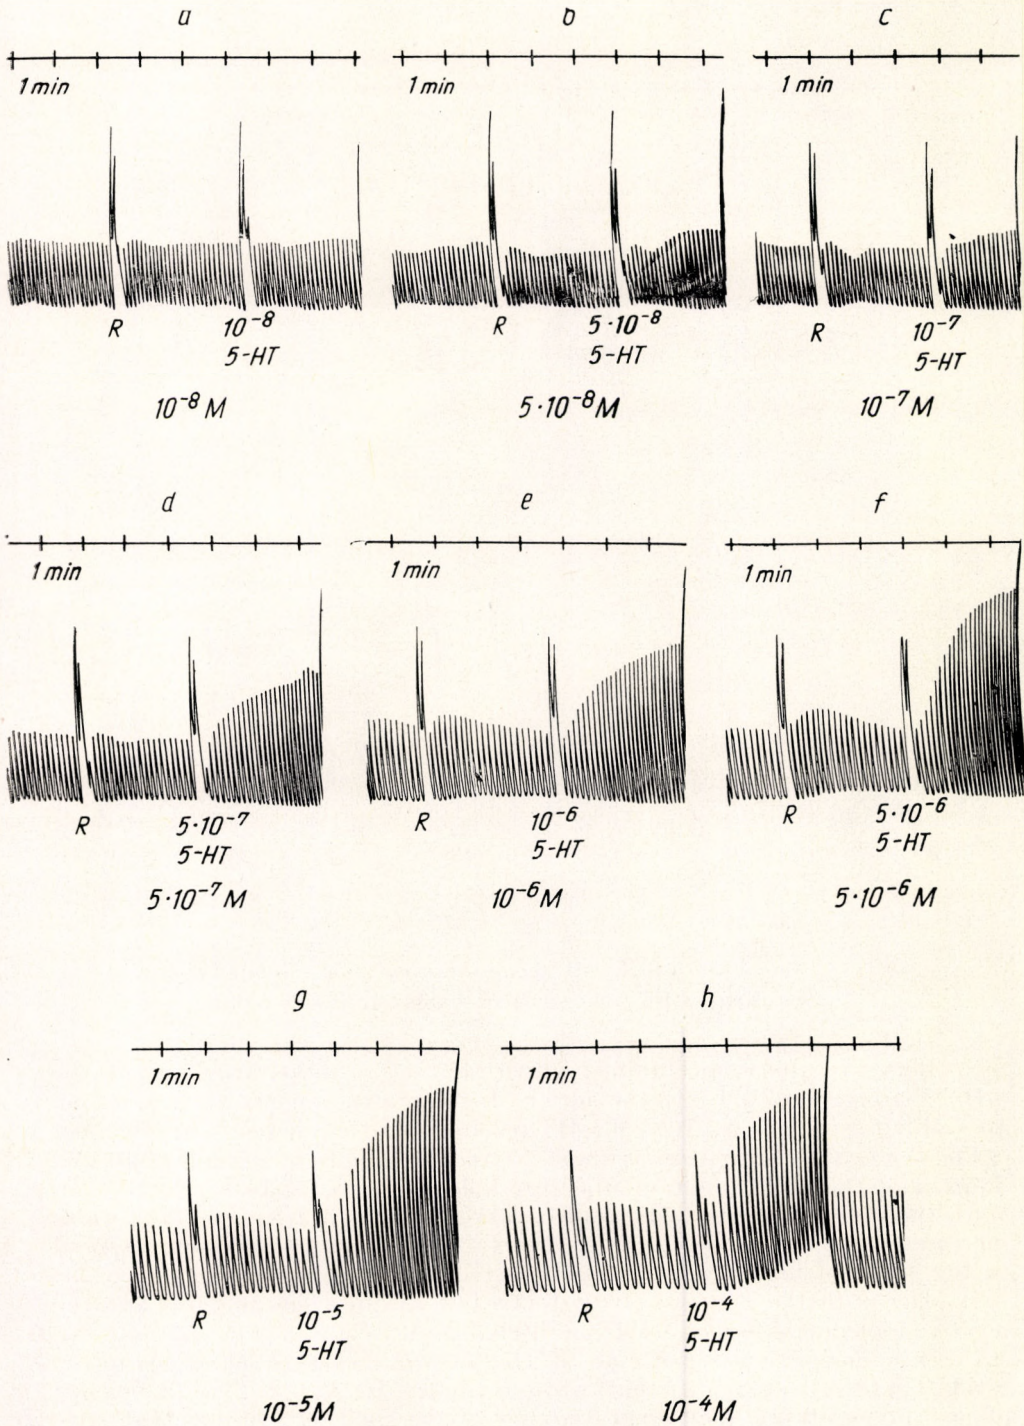 a b c
1 min 1 min 1 min
R 10⁻⁸ R 5·10⁻⁸ R 10⁻⁷
5-HT 5-HT 5-HT
10⁻⁸ M 5·10⁻⁸ M 10⁻⁷ M
d e f
1 min 1 min 1 min
R 5·10⁻⁷ R 10⁻⁶ R 5·10⁻⁶
5-HT 5-HT 5-HT
5·10⁻⁷ M 10⁻⁶ M 5·10⁻⁶ M
g h
1 min 1 min
R 10⁻⁵ R 10⁻⁴
5-HT 5-HT
10⁻⁵ M 10⁻⁴ M